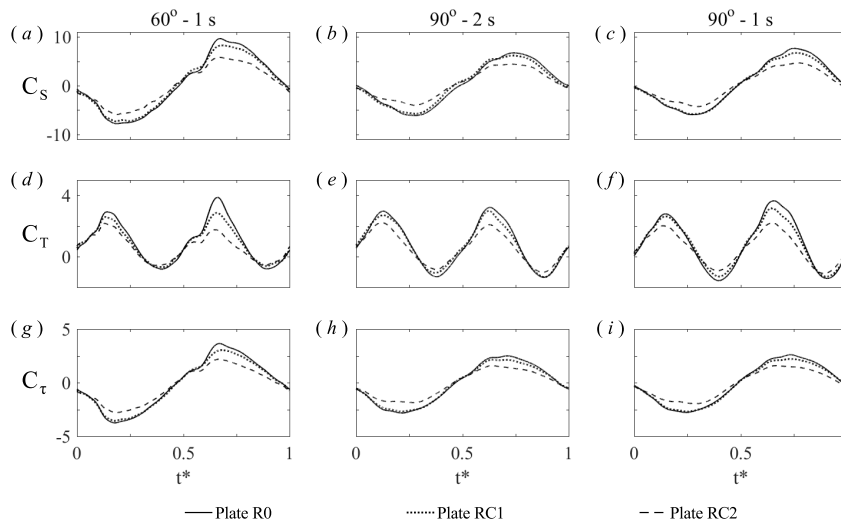 60° - 1 s
90° - 2 s
90° - 1 s
(a)
(b)
(c)
10
0
-10
C_S
(d)
(e)
(f)
4
0
C_T
(g)
(h)
(i)
5
0
-5
C_τ
0 0.5 1
0 0.5 1
0 0.5
t*
t*
t*
Plate R0
Plate RC1
Plate RC2